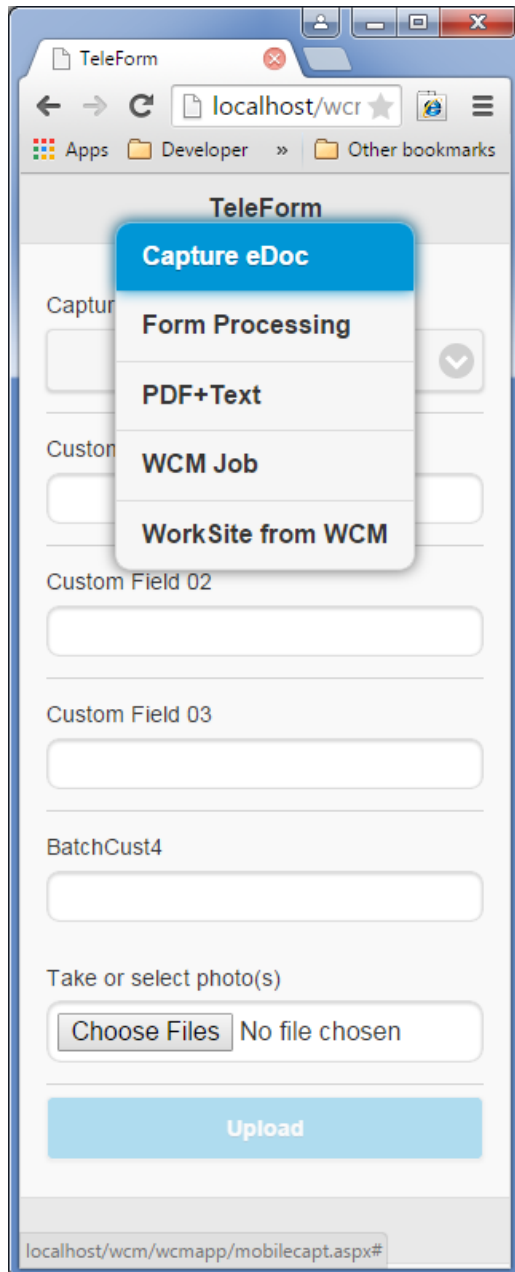 TeleForm
localhost/wcr
Apps Developer » Other bookmarks
TeleForm
Capture eDoc
Captur
Form Processing
PDF+Text
Custon
WCM Job
WorkSite from WCM
Custom Field 02
Custom Field 03
BatchCust4
Take or select photo(s)
Choose Files No file chosen
Upload
localhost/wcm/wcmapp/mobilecapt.aspx#